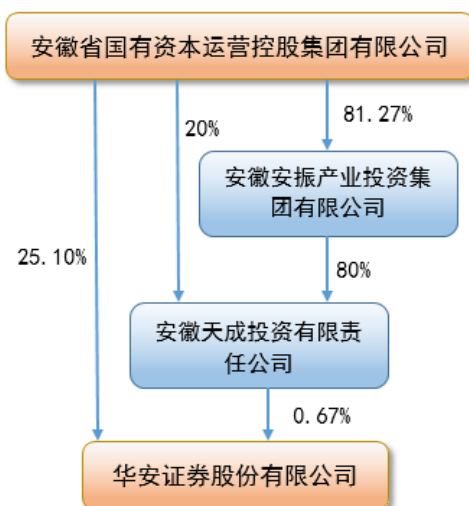 安徽省国有资本运营控股集团有限公司
81.27%
20%
安徽安振产业投资集
团有限公司
25.10%
80%
安徽天成投资有限责
任公司
0.67%
华安证券股份有限公司